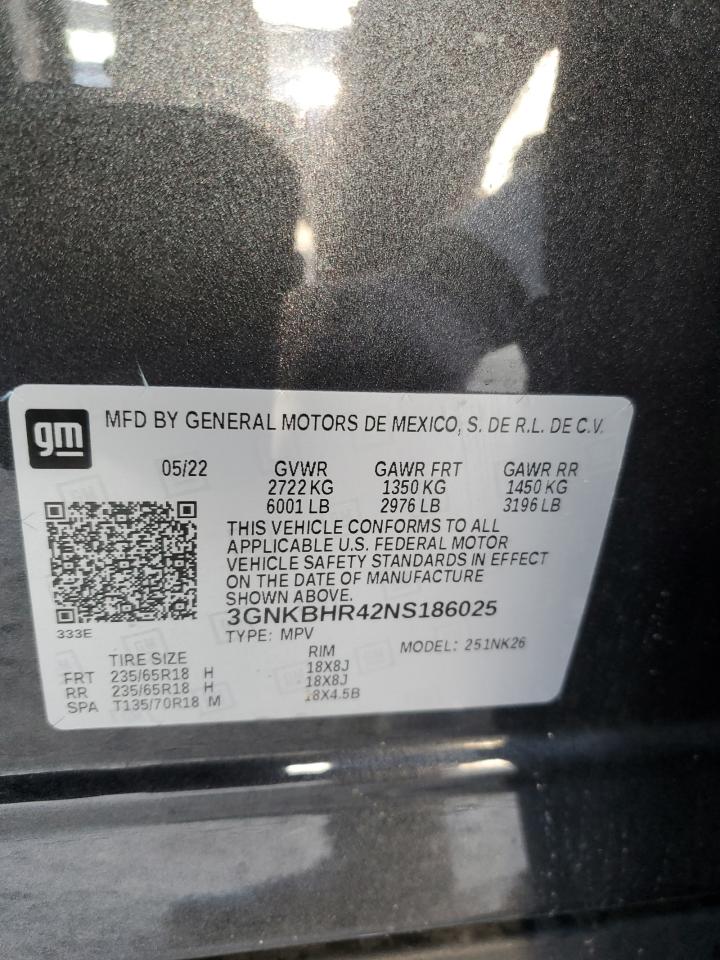 gm
MFD BY GENERAL MOTORS DE MEXICO, S. DE R.L. DE C.V.
05/22 GVWR GAWR FRT GAWR RR
2722 KG 1350 KG 1450 KG
6001 LB 2976 LB 3196 LB
THIS VEHICLE CONFORMS TO ALL
APPLICABLE U.S. FEDERAL MOTOR
VEHICLE SAFETY STANDARDS IN EFFECT
ON THE DATE OF MANUFACTURE
SHOWN ABOVE.
3GNKBHR42NS186025
333E
TYPE: MPV MODEL: 251NK26
TIRE SIZE RIM
FRT 235/65R18 H 18X8J
RR 235/65R18 H 18X8J
SPA T135/70R18 M 18X4.5B